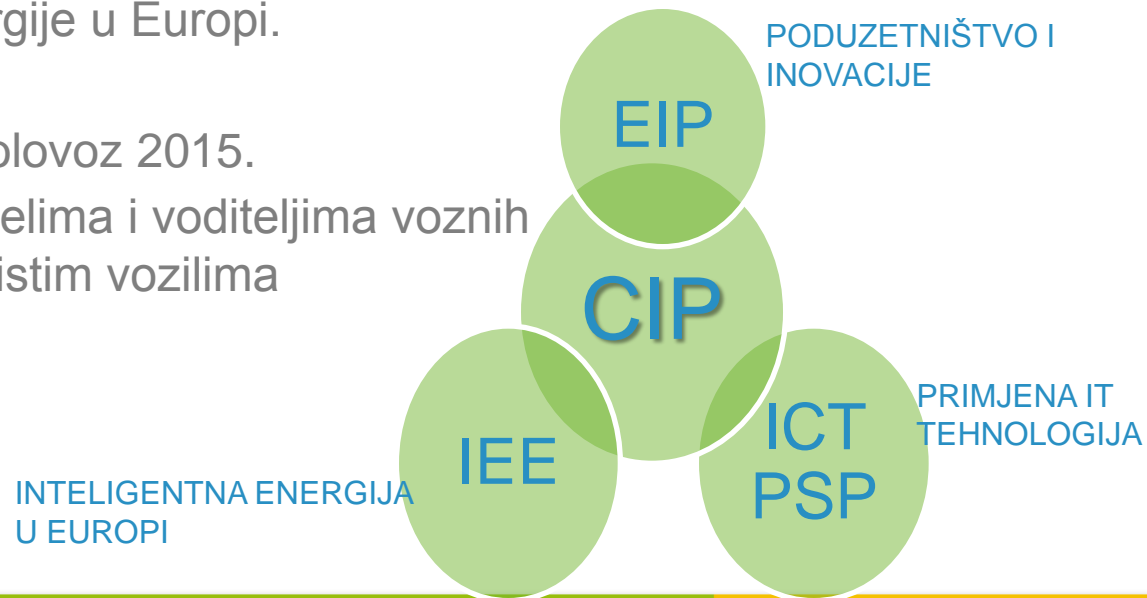 rgije u Europi.
olovoz 2015.
elima i voditeljima voznih
istim vozilima
PODUZETNIŠTVO I
INOVACIJE
EIP
CIP
IEE
INTELIGENTNA ENERGIJA
U EUROPI
ICT
PSP
PRIMJENA IT
TEHNOLOGIJA